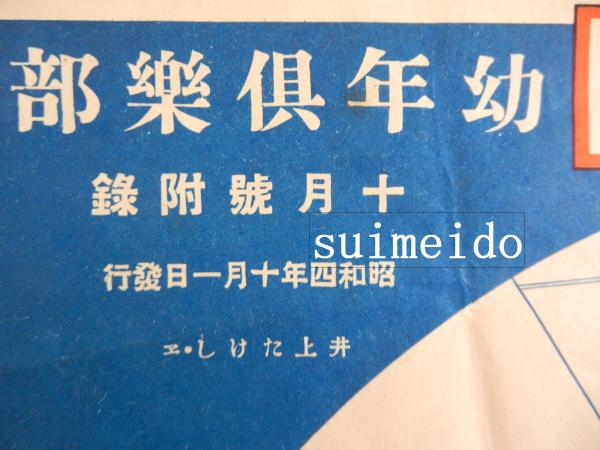 幼年俱樂部
十月號附錄
suimeido
昭和四年十月一日發行
井上たけし・ヱ